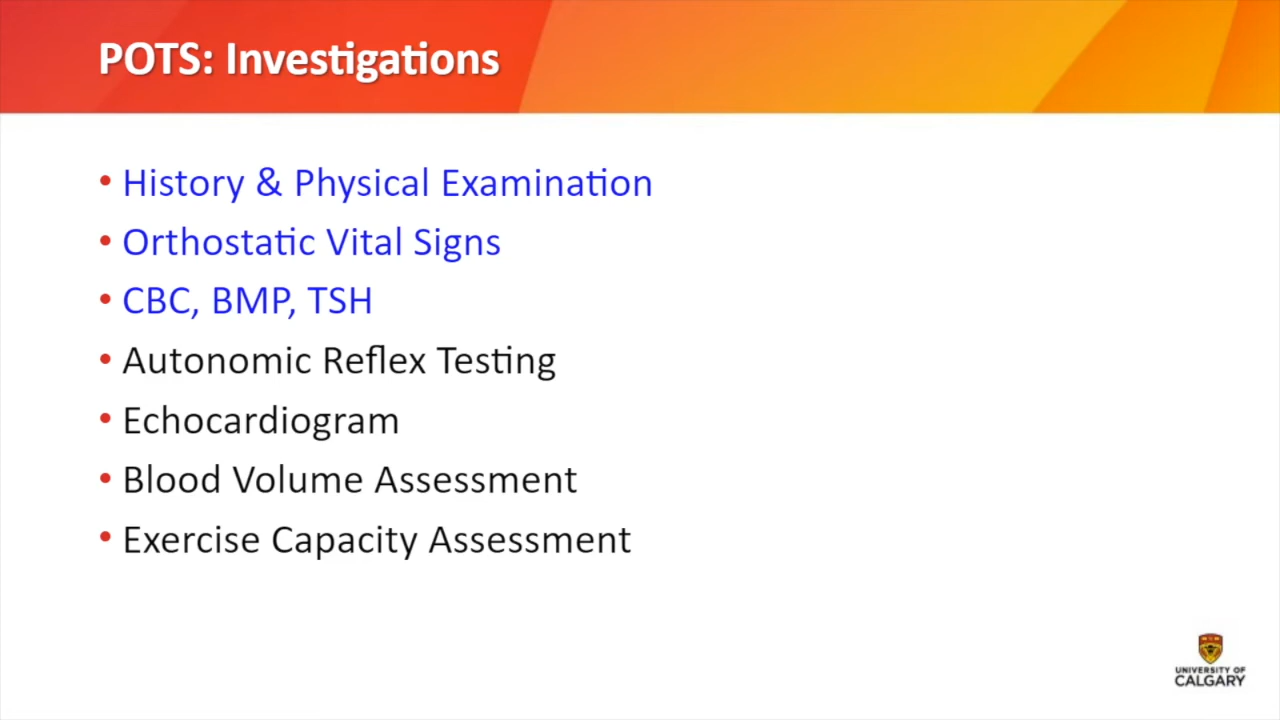 POTS: Investigations
• History & Physical Examination
• Orthostatic Vital Signs
• CBC, BMP, TSH
• Autonomic Reflex Testing
• Echocardiogram
• Blood Volume Assessment
• Exercise Capacity Assessment
UNIVERSITY OF
CALGARY